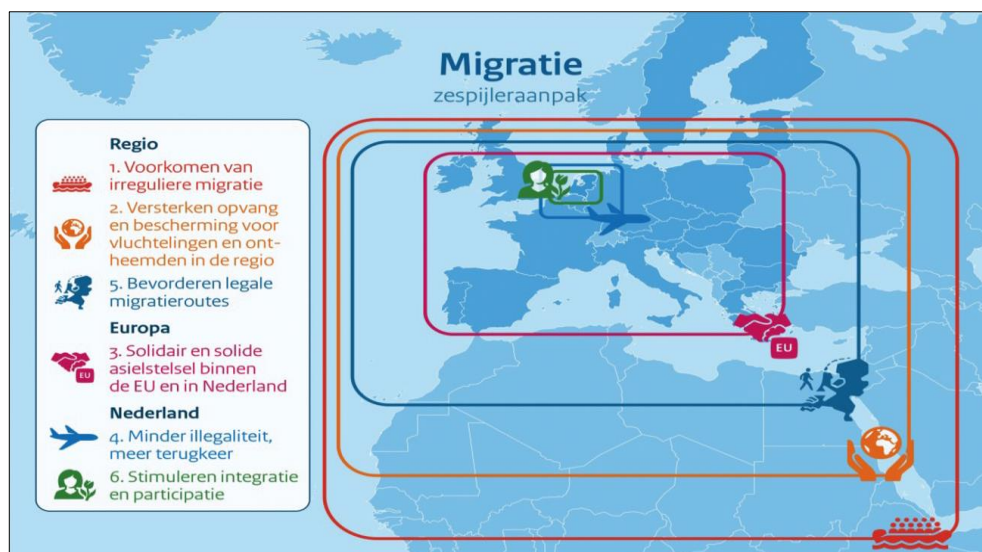 Migratie
zespijleraanpak
Regio
1. Voorkomen van
irreguliere migratie
2. Versterken opvang
en bescherming voor
vluchtelingen en ont-
heemden in de regio
5. Bevorderen legale
migratieroutes
Europa
3. Solidair en solide
asielstelsel binnen
de EU en in Nederland
EU
Nederland
4. Minder illegaliteit,
meer terugkeer
6. Stimuleren integratie
en participatie
EU